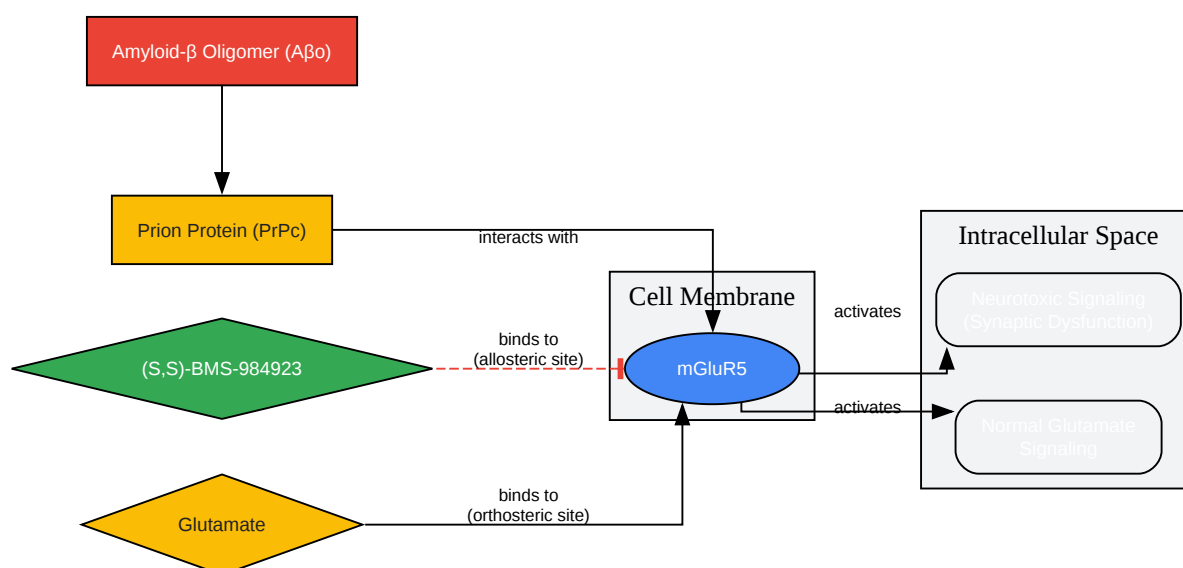 Amyloid-β Oligomer (Aβo)
Prion Protein (PrPc)
interacts with
Intracellular Space
Cell Membrane
Neurotoxic Signaling
(Synaptic Dysfunction)
activates
(S,S)-BMS-984923
binds to
(allosteric site)
mGluR5
activates
Normal Glutamate
Signaling
Glutamate
binds to
(orthosteric site)